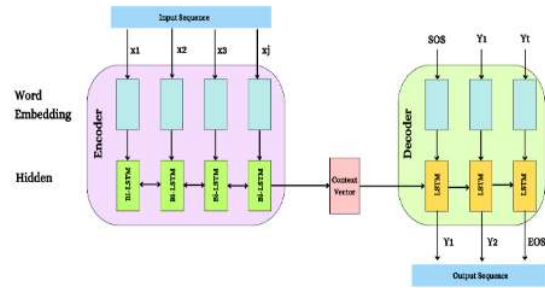 Input Sequence
x1 x2 x3 xj
SOS Y1 Yt
Word
Embedding
Encoder
Decoder
Hidden
Bi-LSTM Bi-LSTM Bi-LSTM Bi-LSTM
Context
Vector
LSTM LSTM LSTM
Y1 Y2 EOS
Output Sequence